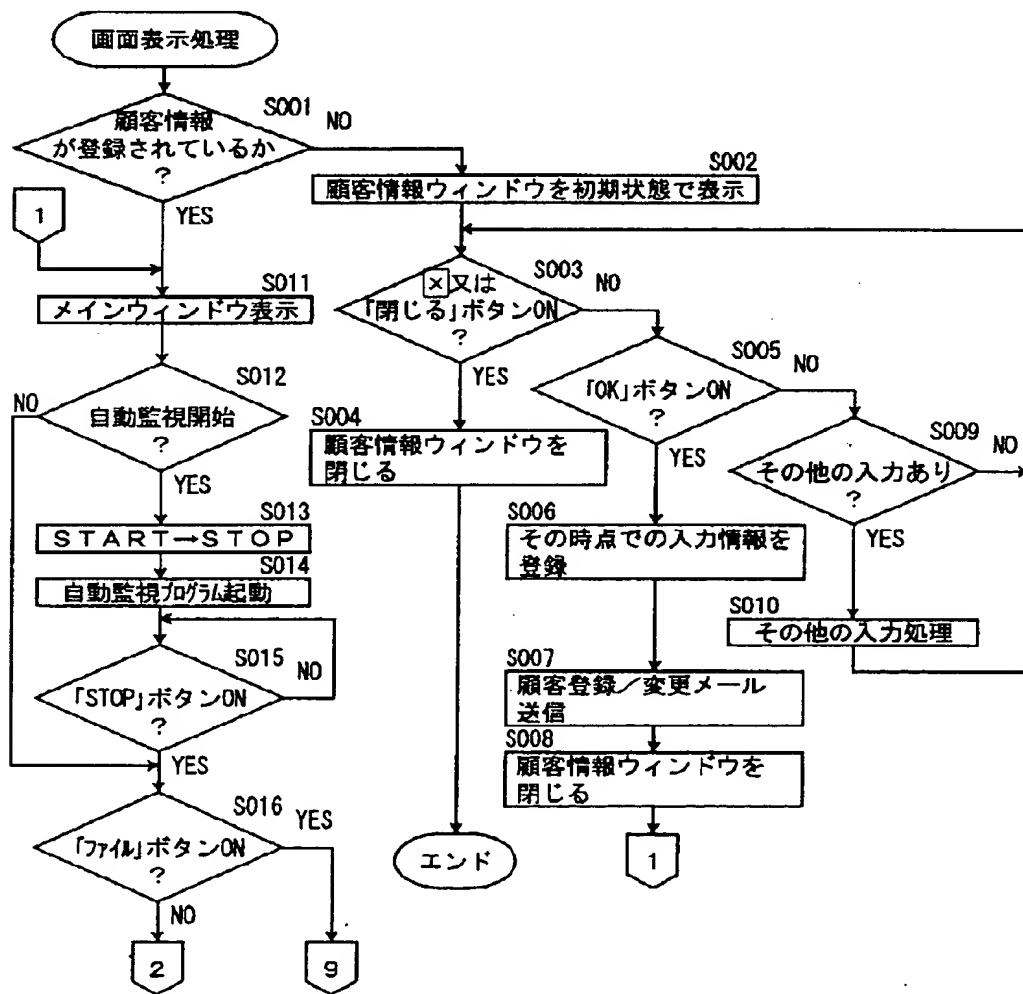 画面表示処理
S001
顧客情報
が登録されているか
?
NO
YES
1
S002
顧客情報ウィンドウを初期状態で表示
S011
メインウィンドウ表示
S003
×又は
「閉じる」ボタンON
?
NO
YES
S012
自動監視開始
?
NO
YES
S004
顧客情報ウィンドウを
閉じる
S005
「OK」ボタンON
?
NO
YES
S009
その他の入力あり
?
NO
YES
S013
START→STOP
S014
自動監視プログラム起動
S006
その時点での入力情報を
登録
S010
その他の入力処理
S015
「STOP」ボタンON
?
NO
YES
S007
顧客登録/変更メール
送信
S008
顧客情報ウィンドウを
閉じる
S016
「ファイル」ボタンON
?
YES
NO
エンド
1
2
9